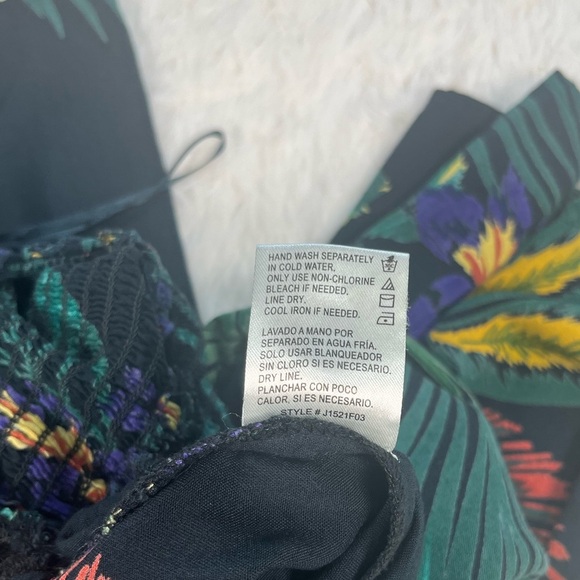 HAND WASH SEPARATELY
IN COLD WATER,
ONLY USE NON-CHLORINE
BLEACH IF NEEDED.
LINE DRY.
COOL IRON IF NEEDED.
LAVADO A MANO POR
SEPARADO EN AGUA FRÍA.
SOLO USAR BLANQUEADOR
SIN CLORO SI ES NECESARIO.
DRY LINE.
PLANCHAR CON POCO
CALOR, SI ES NECESARIO.
STYLE # J1521F03